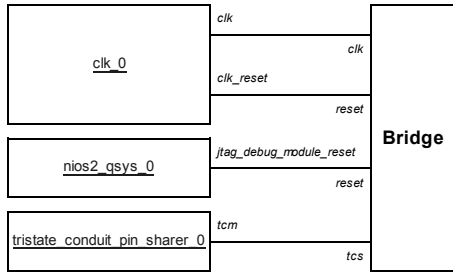 clk
clk_0
clk
clk_reset
reset
Bridge
jtag_debug_module_reset
nios2_qsys_0
reset
tcm
tristate_conduit_pin_sharer_0
tcs